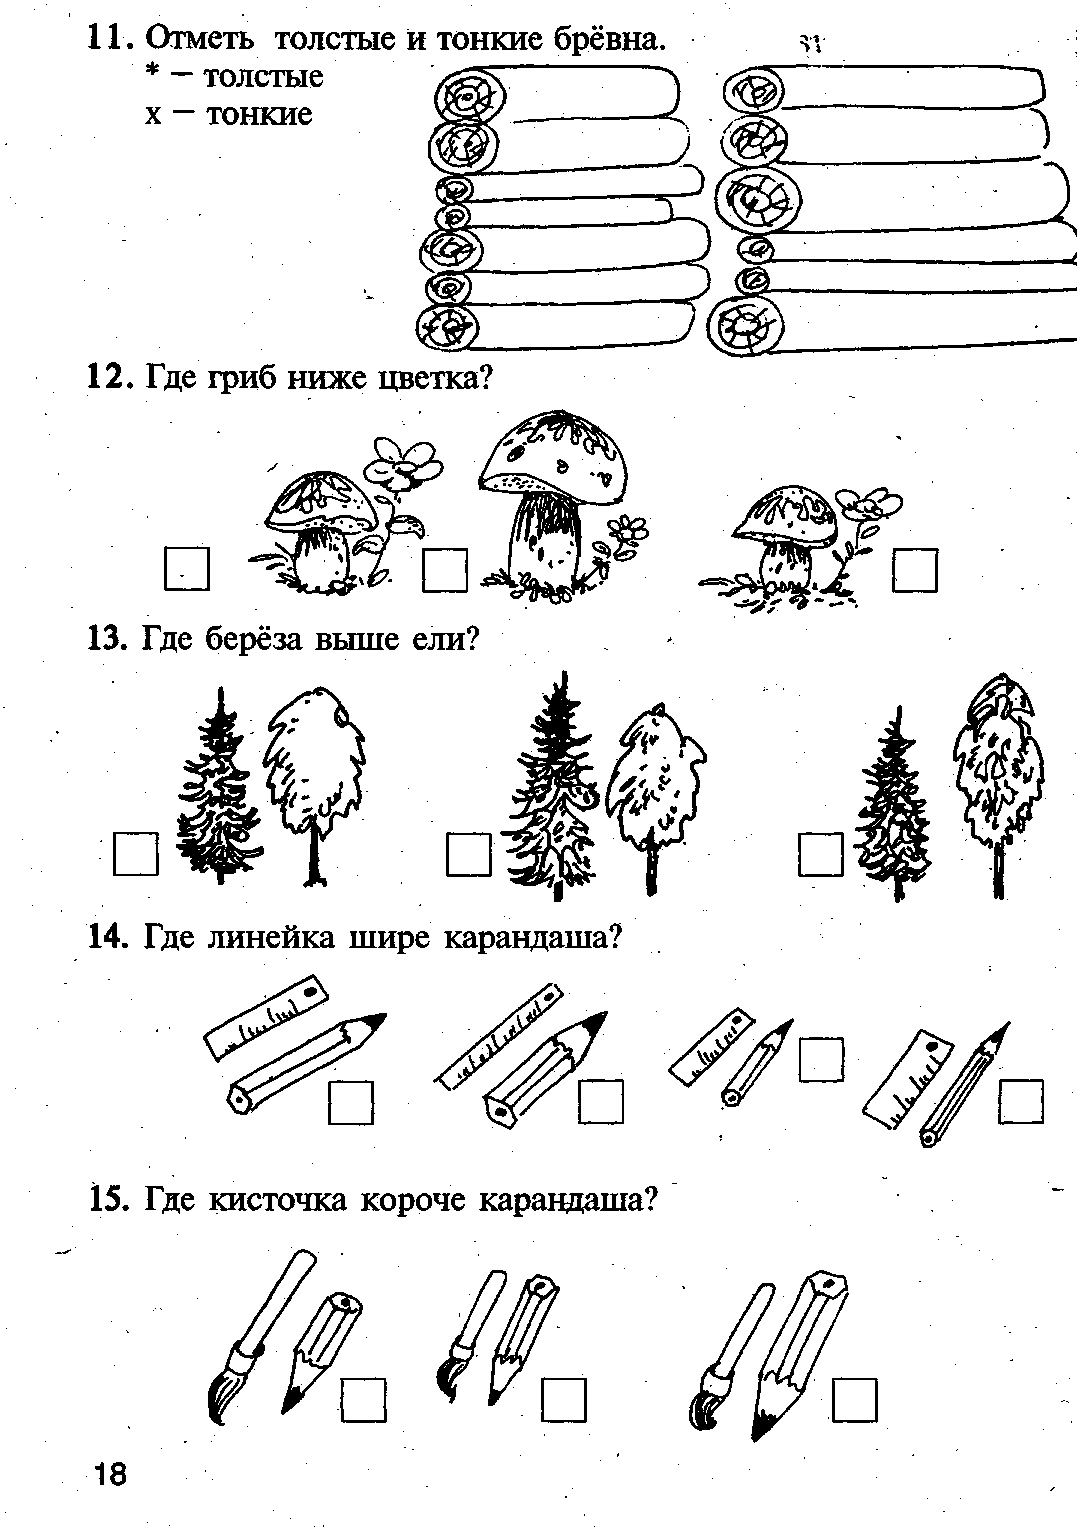 11. Отметь толстые и тонкие брёвна.
* – толстые
х – тонкие
12. Где гриб ниже цветка?
13. Где берёза выше ели?
14. Где линейка шире карандаша?
15. Где кисточка короче карандаша?
18